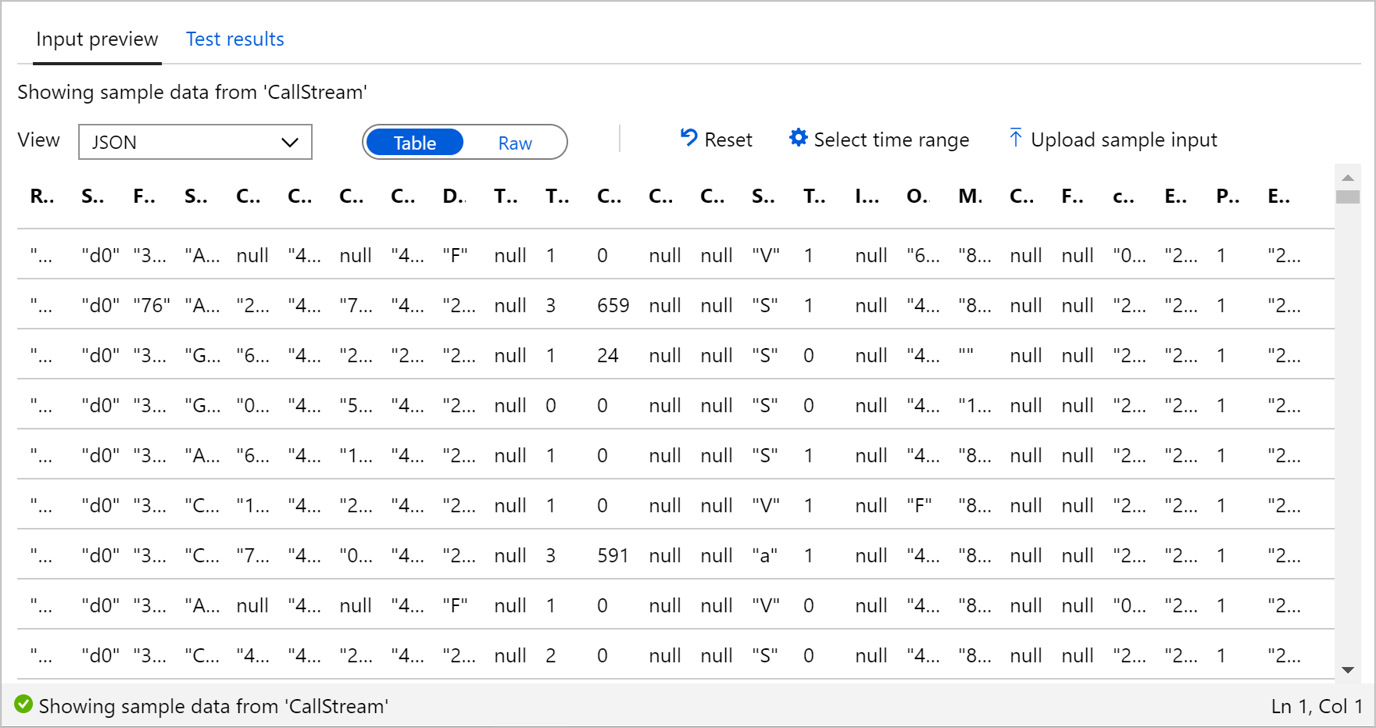 Input preview Test results
Showing sample data from 'CallStream'
View JSON Table Raw Reset Select time range Upload sample input
R.. S.. F.. S.. C.. C.. C.. C.. D.. T.. T.. C.. C.. C.. S.. T.. I... O.. M. C.. F.. c.. E.. P.. E..
"... "d0" "3... "A... null "4... null "4... "F" null 1 0 null null "V" 1 null "6... "8... null null "0... "2... 1 "2...
"... "d0" "76" "A... "2... "4... "7... "4... "2... null 3 659 null null "S" 1 null "4... "8... null null "2... "2... 1 "2...
"... "d0" "3... "G... "6... "4... "2... "2... "2... null 1 24 null null "S" 0 null "4... "" null null "2... "2... 1 "2...
"... "d0" "3... "G... "0... "4... "5... "4... "2... null 0 0 null null "S" 0 null "4... "1... null null "2... "2... 1 "2...
"... "d0" "3... "A... "6... "4... "1... "4... "2... null 1 0 null null "S" 1 null "4... "8... null null "2... "2... 1 "2...
"... "d0" "3... "C... "1... "4... "2... "4... "2... null 1 0 null null "V" 1 null "F" "8... null null "2... "2... 1 "2...
"... "d0" "3... "C... "7... "4... "0... "4... "2... null 3 591 null null "a" 1 null "4... "8... null null "2... "2... 1 "2...
"... "d0" "3... "A... null "4... null "4... "F" null 1 0 null null "V" 0 null "4... "8... null null "0... "2... 1 "2...
"... "d0" "3... "C... "4... "4... "2... "4... "2... null 2 0 null null "S" 0 null "4... "8... null null "2... "2... 1 "2...
Showing sample data from 'CallStream' Ln 1, Col 1